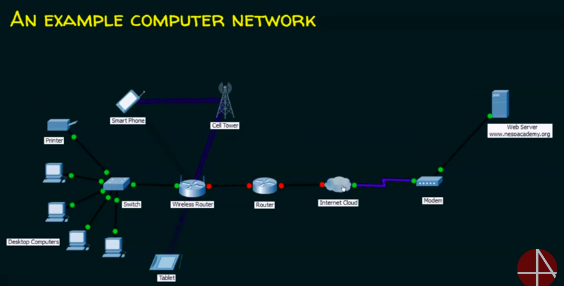 An example computer network
Smart Phone
Cell Tower
Web Server
www.nesoacademy.org
Printer
Switch
Wireless Router
Router
Internet Cloud
Modem
Desktop Computers
Tablet